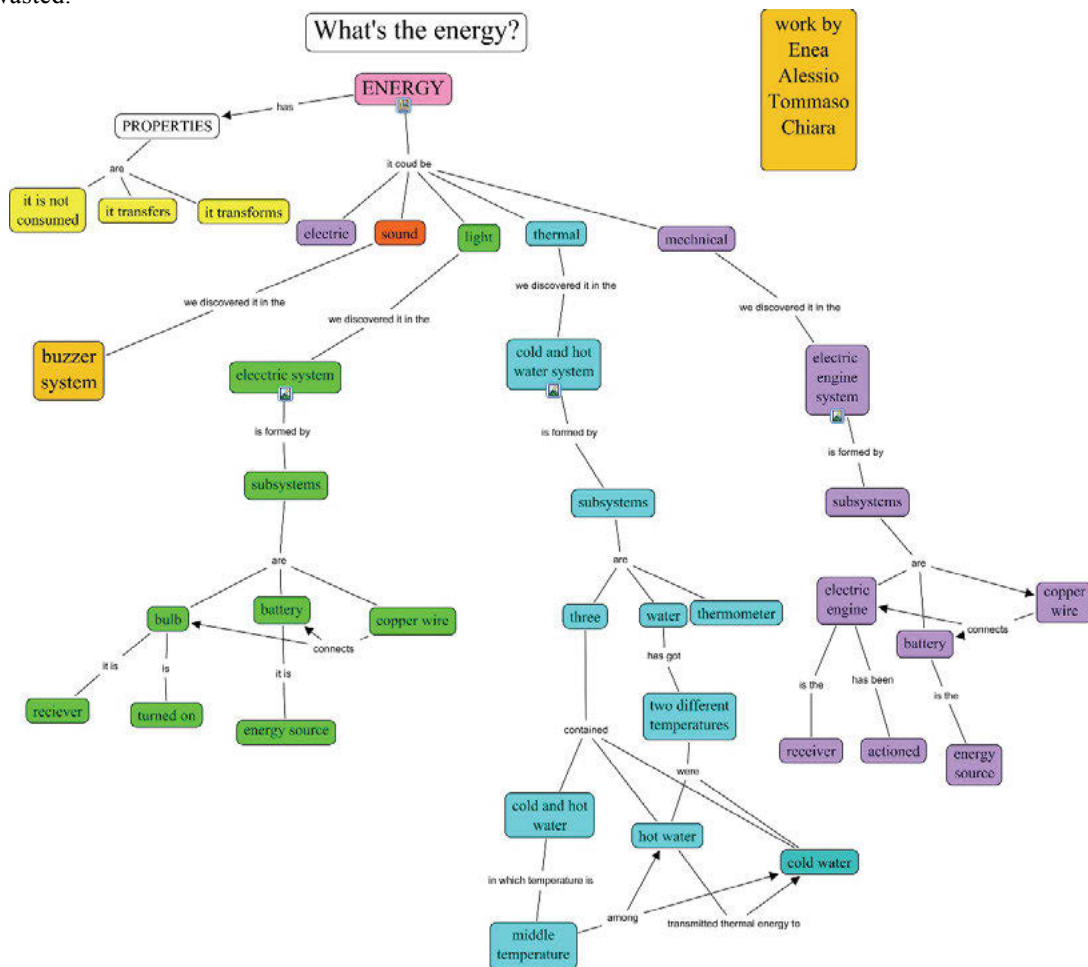 wasted.
What's the energy?
work by
Enea
Alessio
Tommaso
Chiara
ENERGY
has
PROPERTIES
are
it coud be
it is not
consumed
it transfers
it transforms
electric
sound
light
thermal
mechnical
we discovered it in the
we discovered it in the
we discovered it in the
we discovered it in the
buzzer
system
elecctric system
cold and hot
water system
electric
engine
system
is formed by
is formed by
is formed by
subsystems
subsystems
subsystems
are
are
are
bulb
battery
copper wire
connects
it is
is
it is
reciever
turned on
energy source
three
water
thermometer
has got
two different
temperatures
contained
were
cold and hot
water
hot water
cold water
in which temperature is
among
transmitted thermal energy to
middle
temperature
electric
engine
copper
wire
connects
battery
is the
has been
is the
receiver
actioned
energy
source